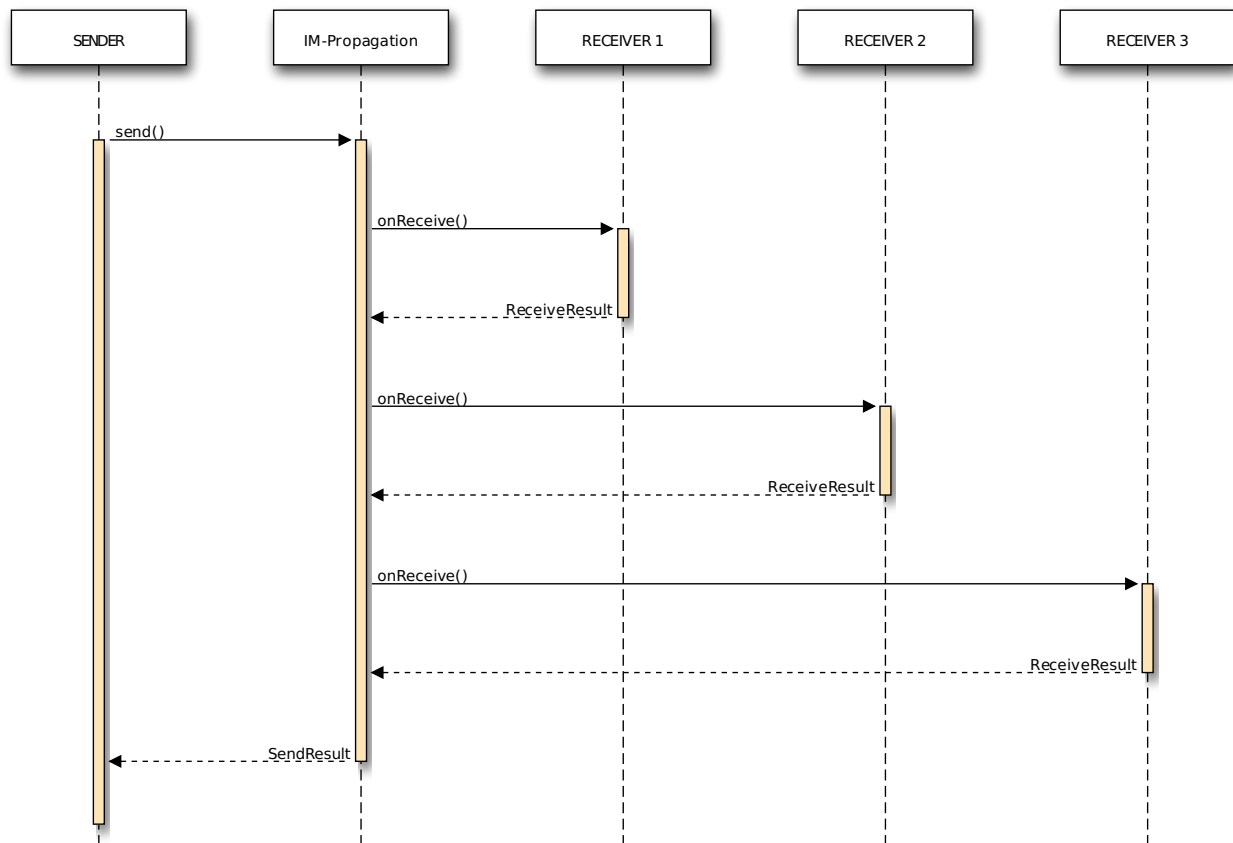 SENDER
IM-Propagation
RECEIVER 1
RECEIVER 2
RECEIVER 3
send()
onReceive()
ReceiveResult
onReceive()
ReceiveResult
onReceive()
ReceiveResult
SendResult